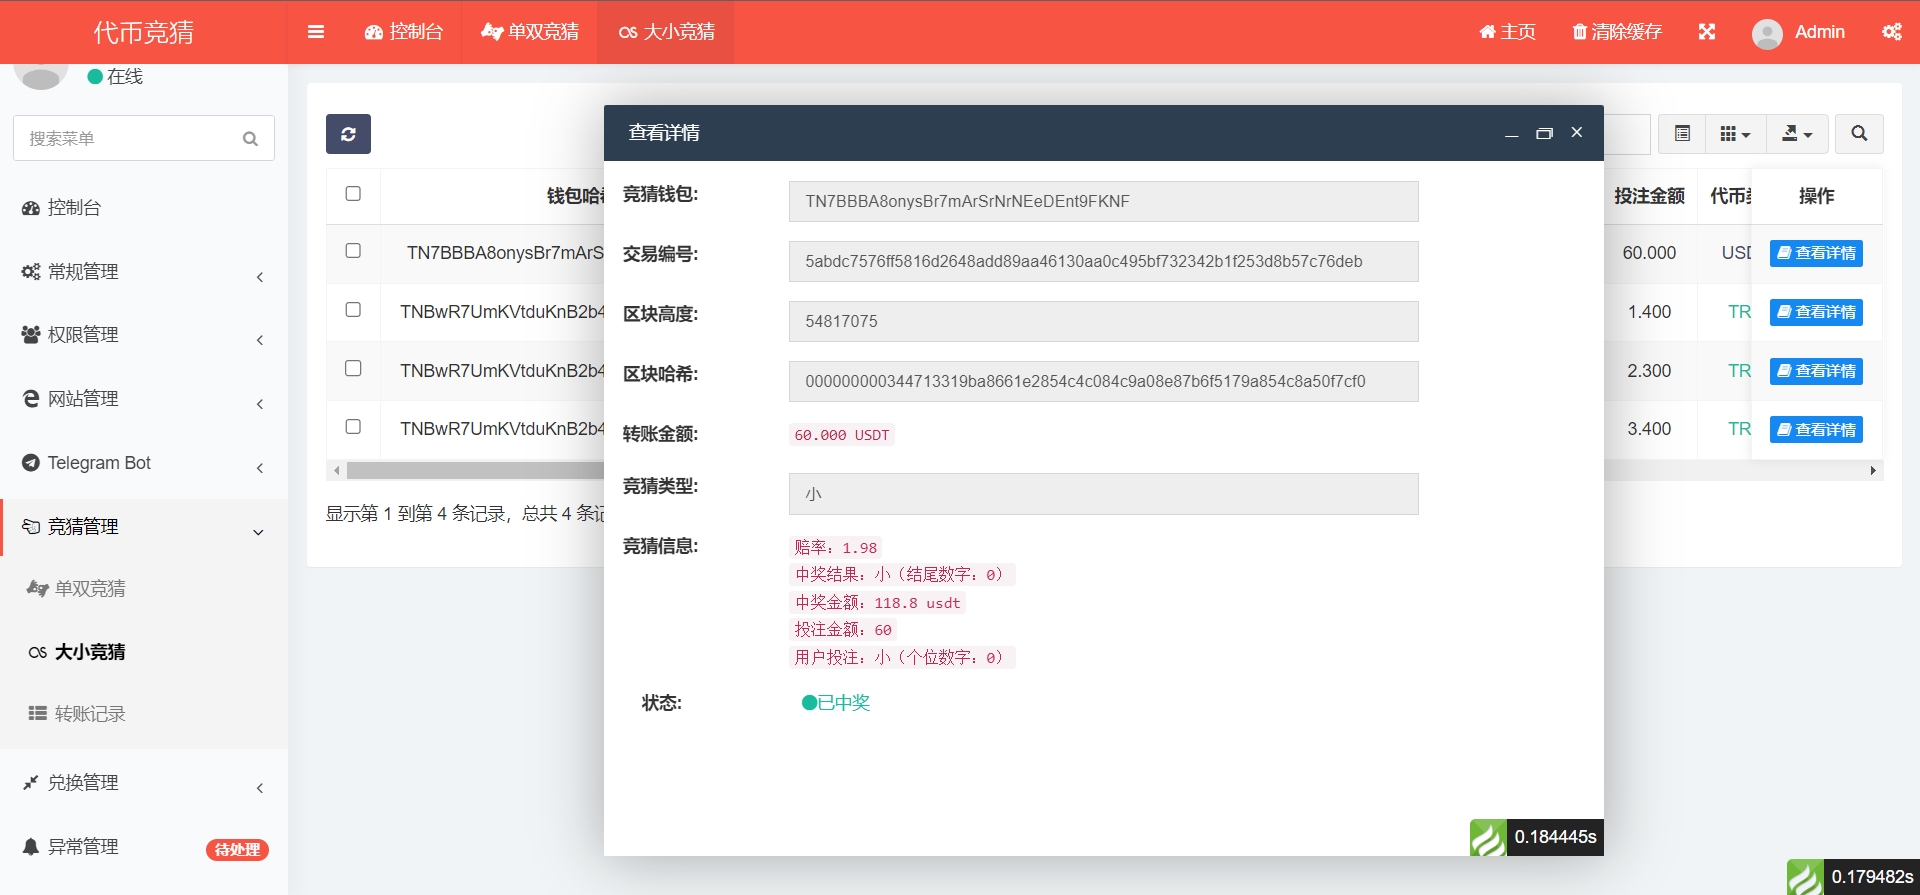 代币竞猜
控制台
单双竞猜
大小竞猜
主页
清除缓存
Admin
在线
搜索菜单
控制台
常规管理
权限管理
网站管理
Telegram Bot
竞猜管理
单双竞猜
大小竞猜
转账记录
兑换管理
异常管理
待处理
钱包哈希
投注金额
代币类
操作
TN7BBBA8onysBr7mArS
60.000
USD
查看详情
TNBwR7UmKVtduKnB2b4
1.400
TR
查看详情
TNBwR7UmKVtduKnB2b4
2.300
TR
查看详情
TNBwR7UmKVtduKnB2b4
3.400
TR
查看详情
显示第 1 到第 4 条记录，总共 4 条记
查看详情
竞猜钱包:
TN7BBBA8onysBr7mArSrNrNEeDEnt9FKNF
交易编号:
5abdc7576ff5816d2648add89aa46130aa0c495bf732342b1f253d8b57c76deb
区块高度:
54817075
区块哈希:
000000000344713319ba8661e2854c4c084c9a08e87b6f5179a854c8a50f7cf0
转账金额:
60.000 USDT
竞猜类型:
小
竞猜信息:
赔率：1.98
中奖结果：小（结尾数字：0）
中奖金额：118.8 usdt
投注金额：60
用户投注：小（个位数字：0）
状态:
已中奖
0.184445s
0.179482s